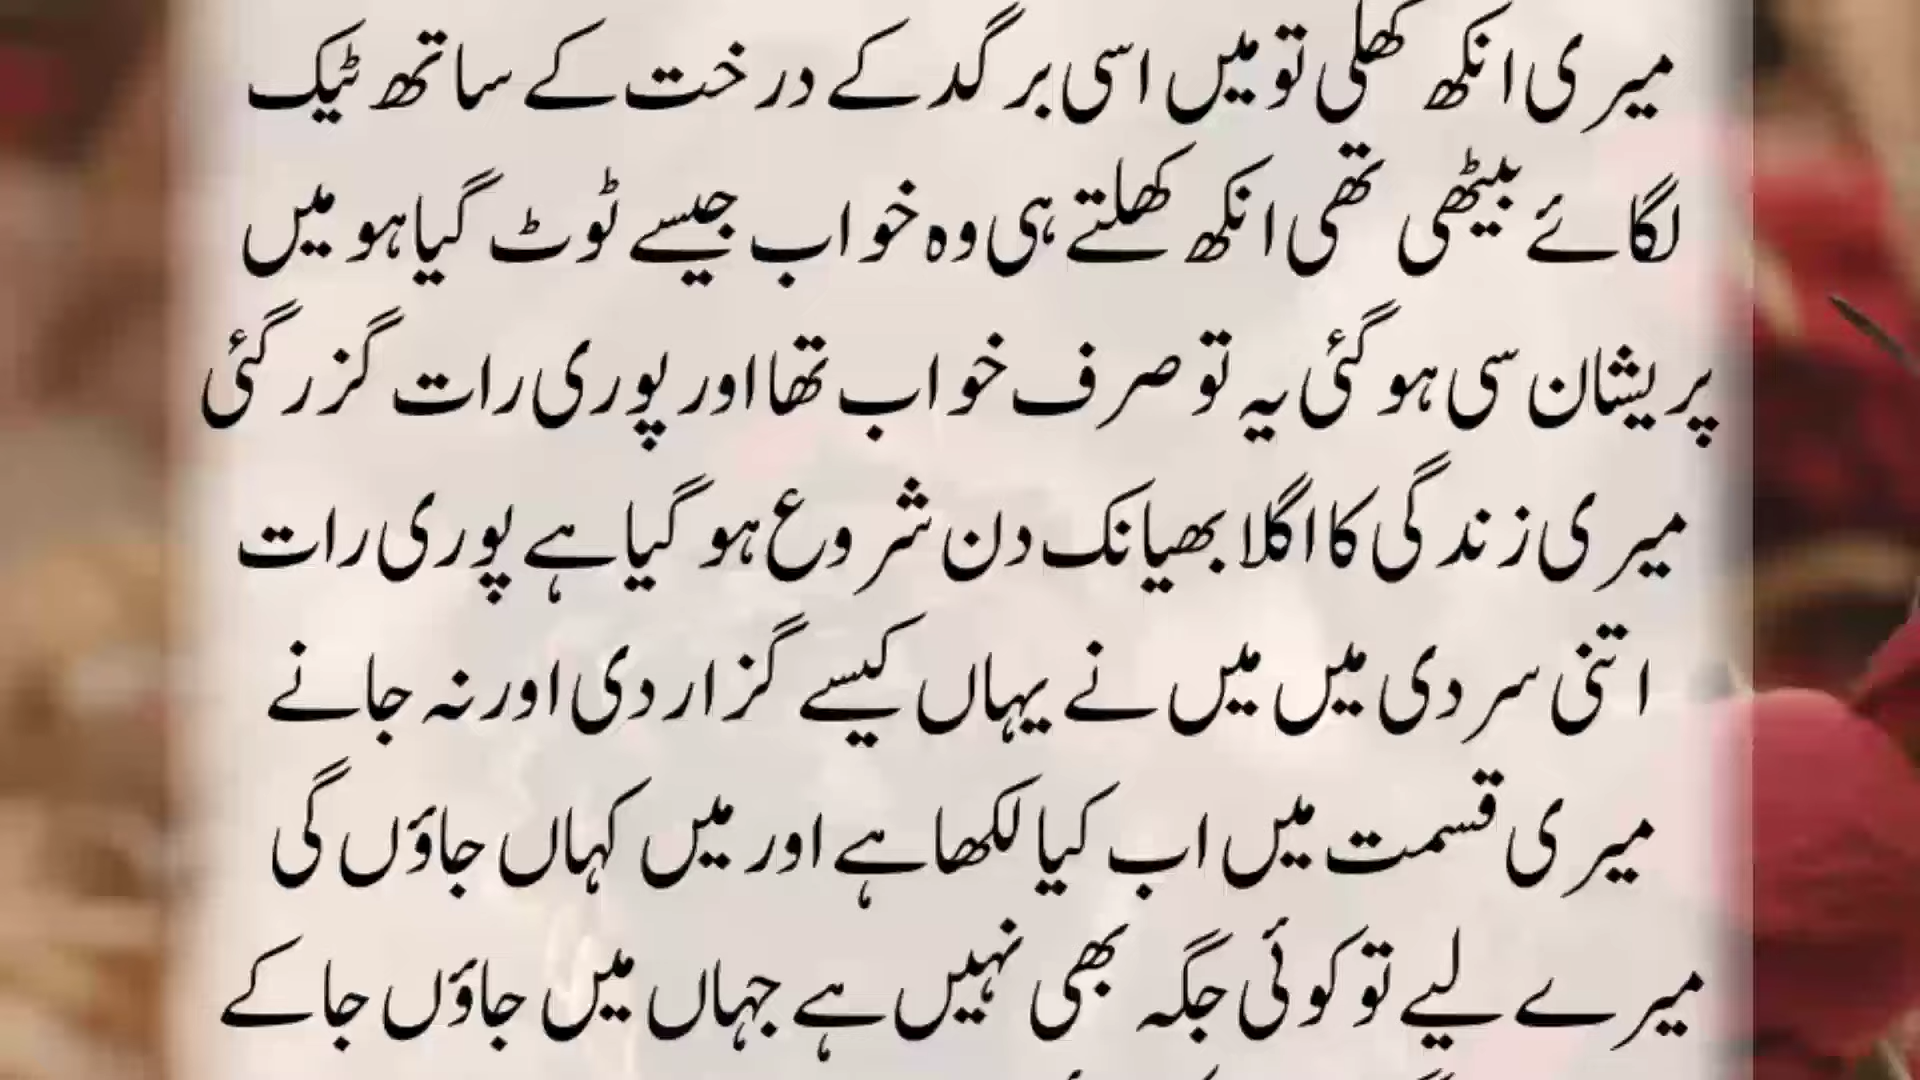 میری انکھ کھلی تو میں اسی برگد کے درخت کے ساتھ ٹیک
لگائے بیٹھی تھی انکھ کھلتے ہی وہ خواب جیسے ٹوٹ گیا ہو میں
پریشان سی ہو گئی یہ تو صرف خواب تھا اور پوری رات گزر گئی
میری زندگی کا اگلا بھیانک دن شروع ہو گیا ہے پوری رات
اتنی سردی میں میں نے یہاں کیسے گزار دی اور نہ جانے
میری قسمت میں اب کیا لکھا ہے اور میں کہاں جاؤں گی
میرے لیے تو کوئی جگہ بھی نہیں ہے جہاں میں جاؤں جا کے